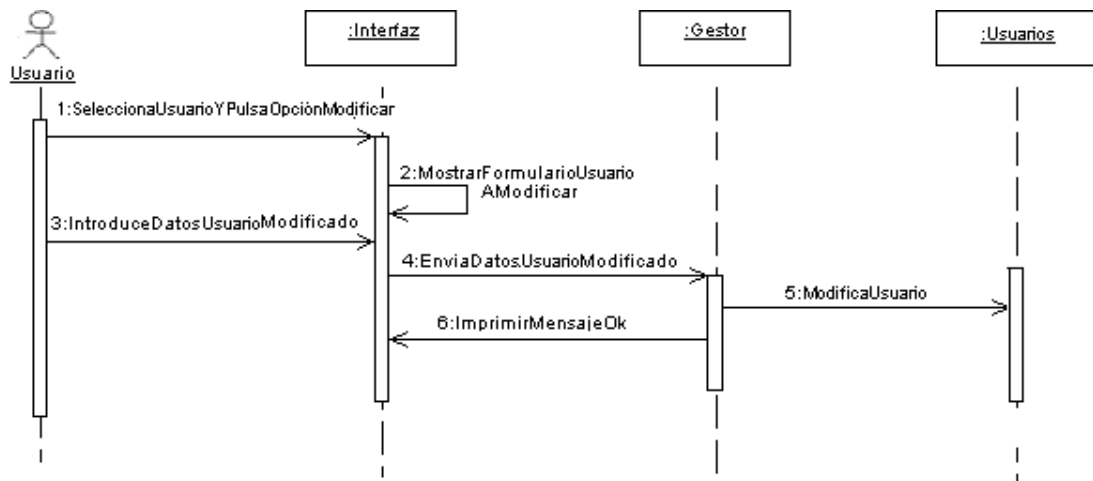 :Interfaz
:Gestor
:Usuarios
Usuario
1:SeleccionaUsuarioYPulsaOpciónModificar
2:MostrarFormularioUsuario
AModificar
3:IntroduceDatosUsuarioModificado
4:EnviaDatosUsuarioModificado
5:ModificaUsuario
6:ImprimirMensajeOk